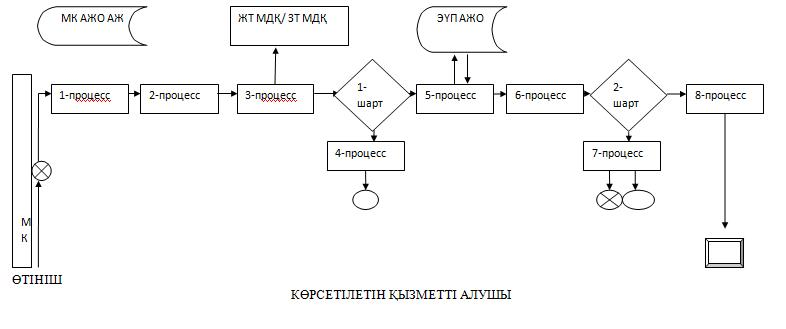 МК АЖО АЖ
ЖТ МДҚ/ ЗТ МДҚ
ЭҮП АЖО
1-процесс
2-процесс
3-процесс
1-
шарт
5-процесс
6-процесс
2-
шарт
8-процесс
4-процесс
7-процесс
М
К
ӨТІНІШ
КӨРСЕТІЛЕТІН ҚЫЗМЕТТІ АЛУШЫ